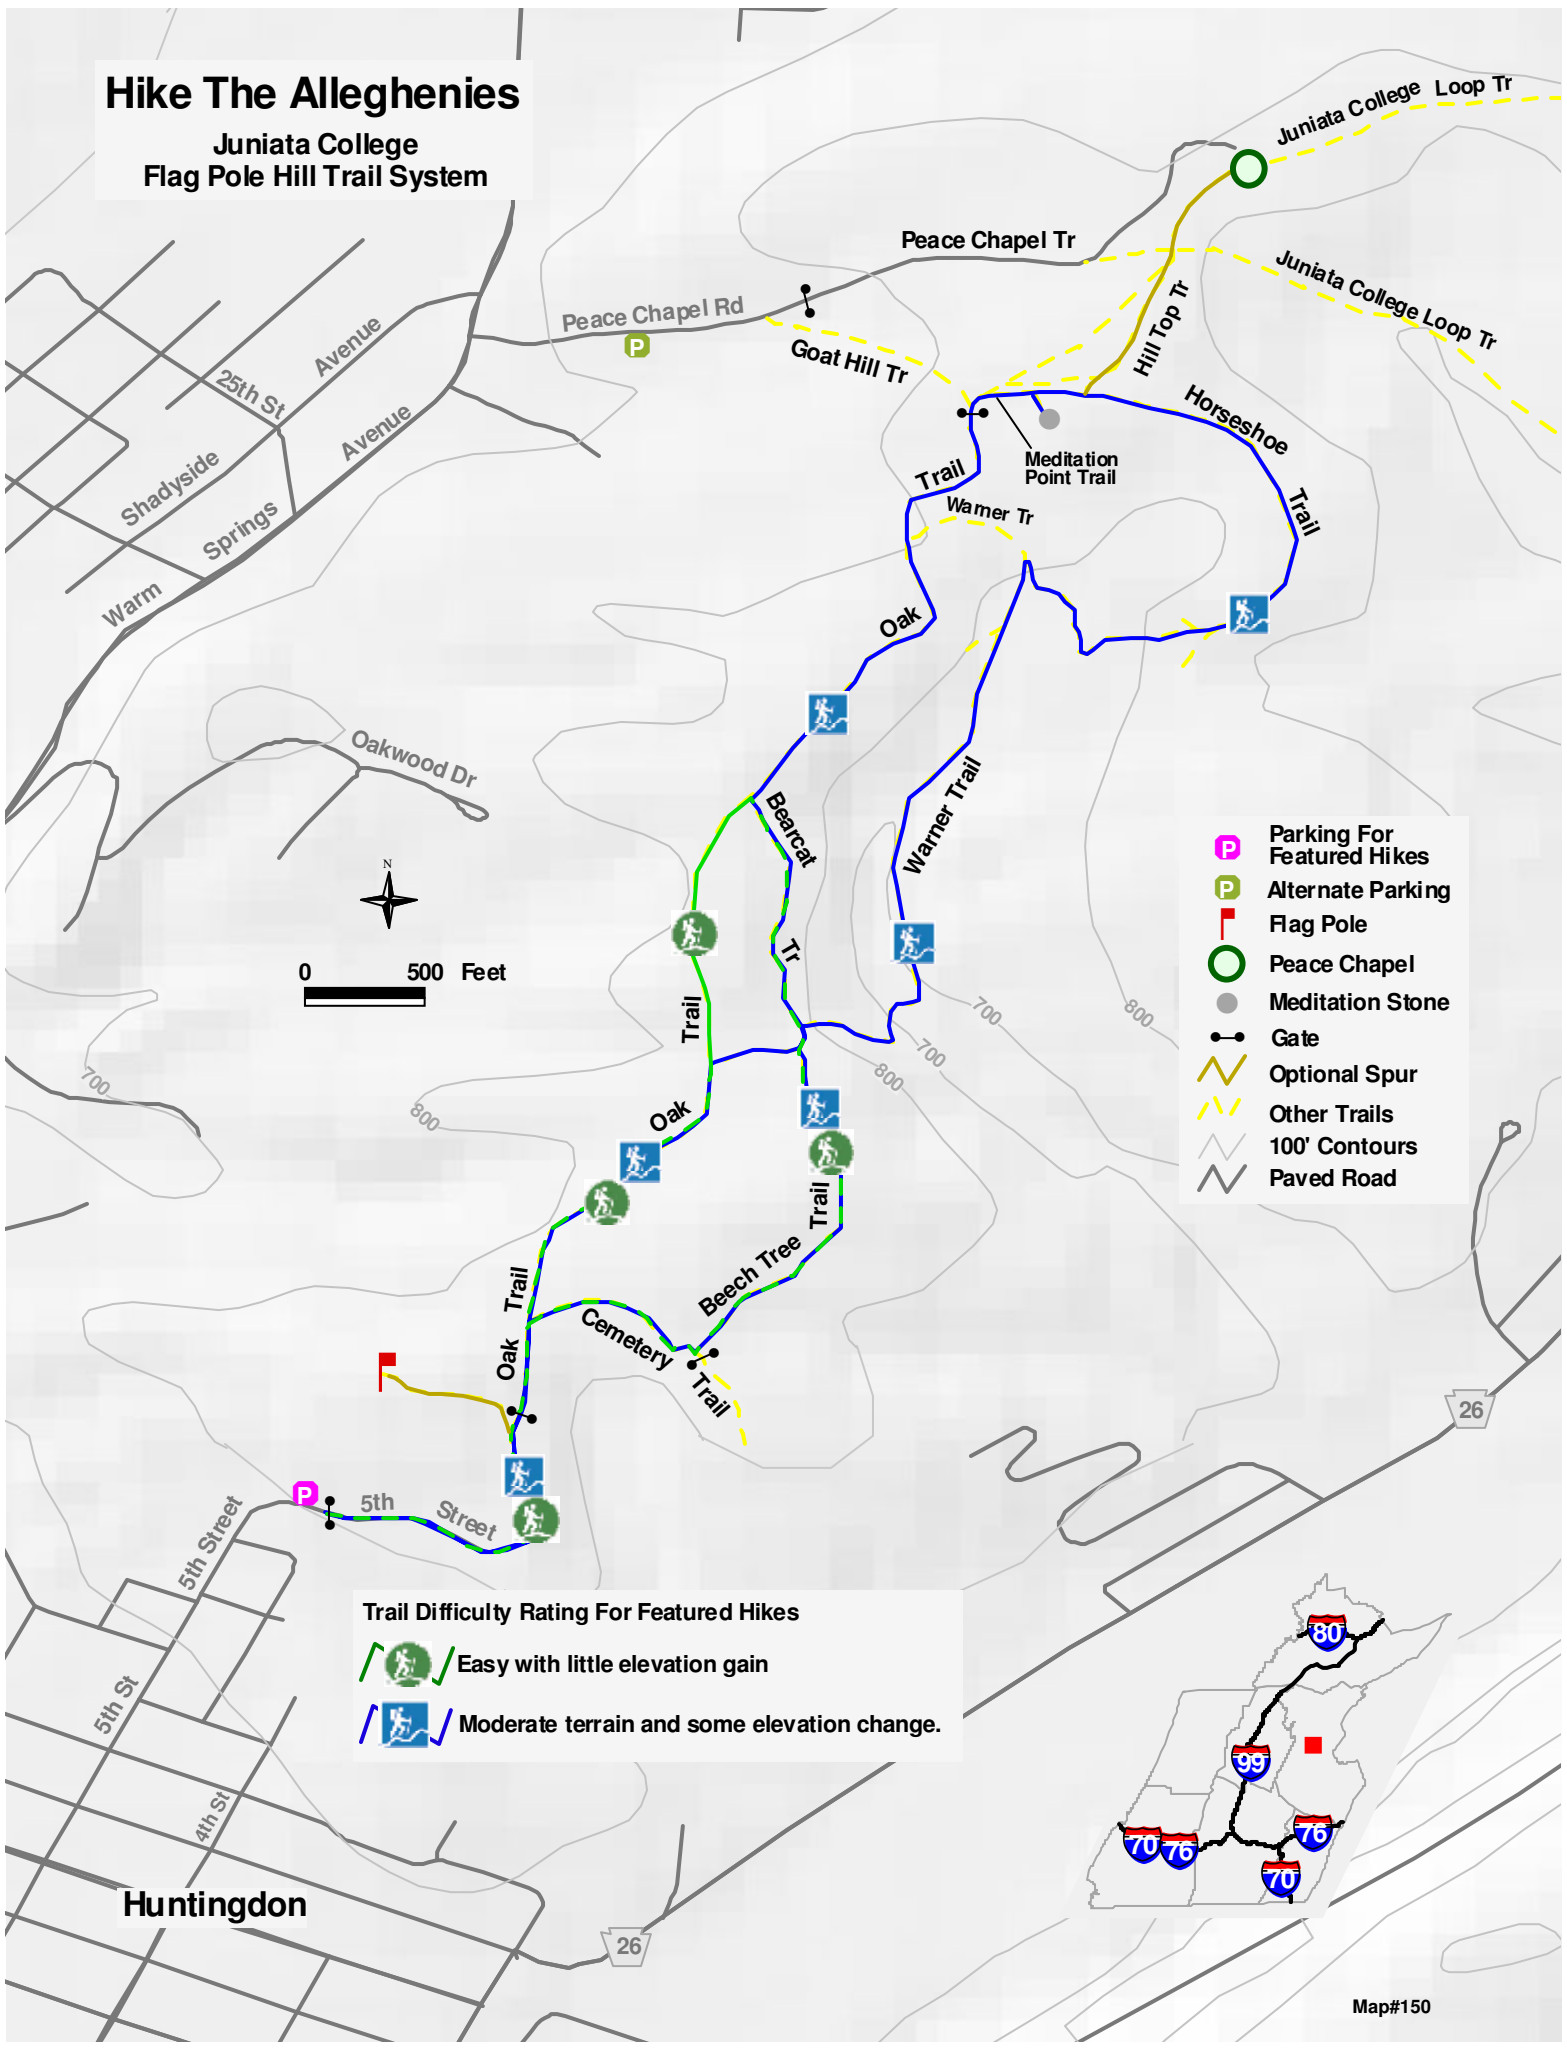 Hike The Alleghenies
Juniata College
Flag Pole Hill Trail System
Juniata College Loop Tr
Peace Chapel Tr
Juniata College Loop Tr
Peace Chapel Rd
P
Goat Hill Tr
Hill Top Tr
Horseshoe
Trail
25th St
Avenue
Shadyside
Avenue
Springs
Warm
Meditation
Point Trail
Trail
Warner Tr
Oak
Oakwood Dr
Bearcat
Tr
Warner Trail
N
0 500 Feet
Trail
Oak
700
800
700
700
800
800
P Parking For
Featured Hikes
P Alternate Parking
Flag Pole
Peace Chapel
Meditation Stone
Gate
Optional Spur
Other Trails
100' Contours
Paved Road
Trail
Beech Tree
Trail
Oak
Cemetery
Trail
26
P
5th
Street
5th Street
5th St
4th St
Trail Difficulty Rating For Featured Hikes
Easy with little elevation gain
Moderate terrain and some elevation change.
80
99
70
76
76
70
Huntingdon
26
Map#150